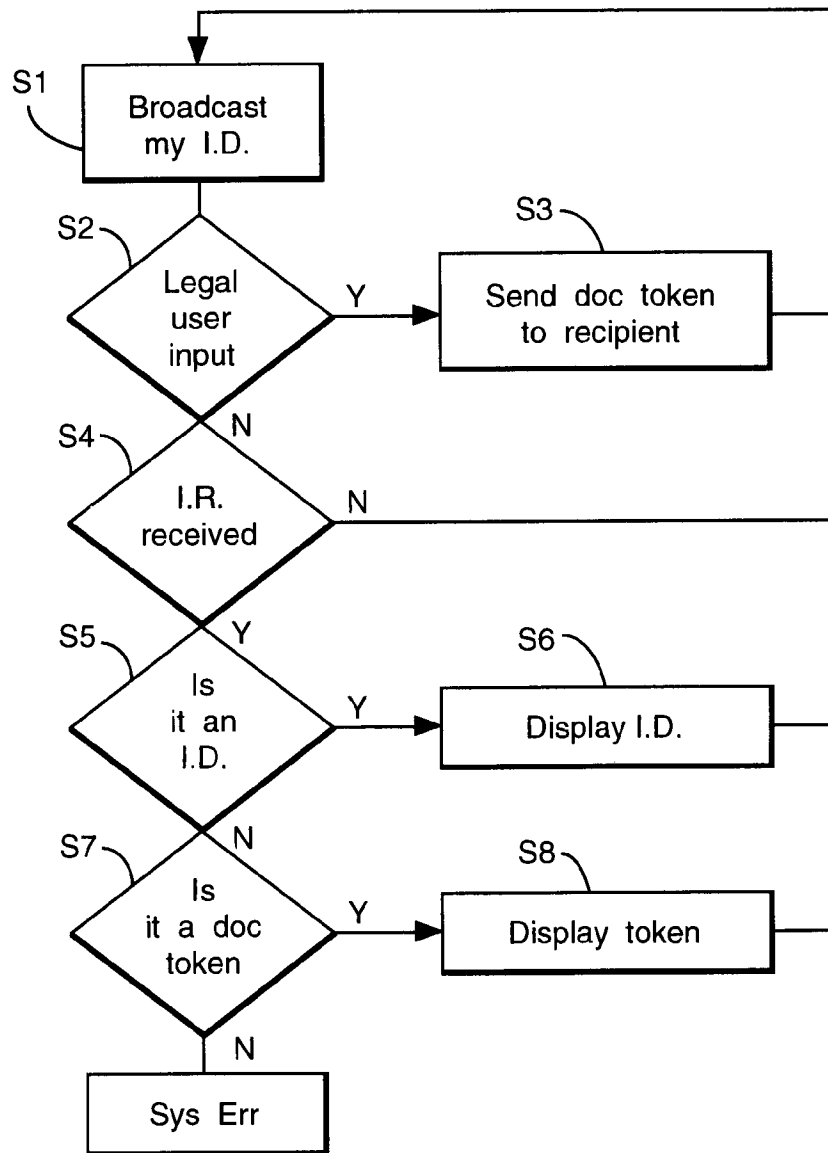 S1
Broadcast
my I.D.
S2
Legal
user
input
Y
S3
Send doc token
to recipient
N
S4
I.R.
received
N
Y
S5
Is
it an
I.D.
Y
S6
Display I.D.
N
S7
Is
it a doc
token
Y
S8
Display token
N
Sys Err